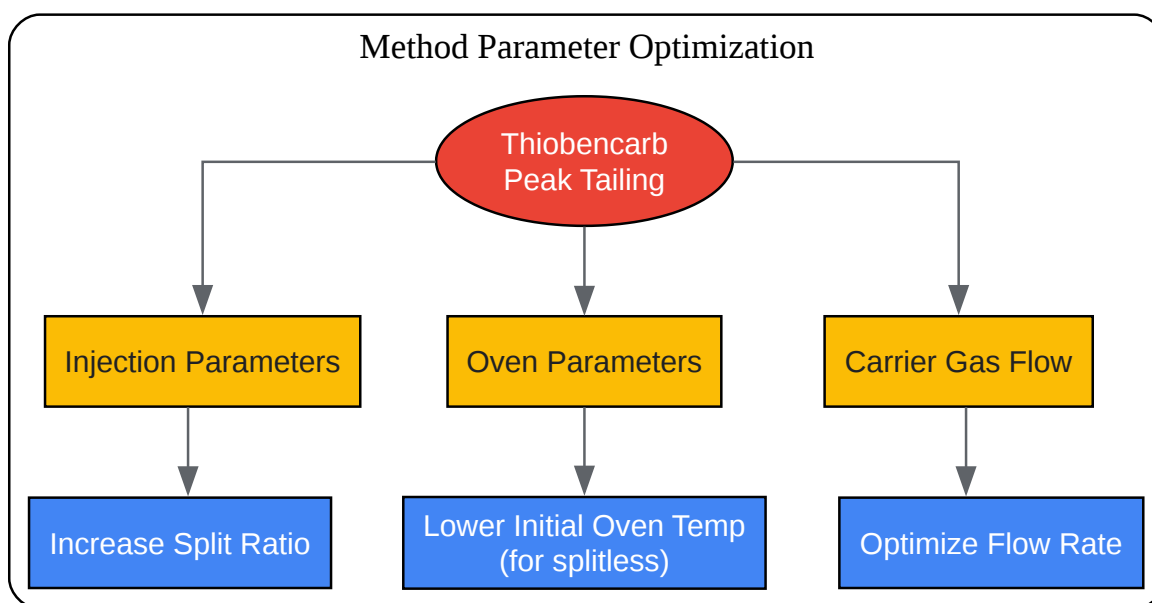 Method Parameter Optimization
Thiobencarb
Peak Tailing
Injection Parameters
Oven Parameters
Carrier Gas Flow
Increase Split Ratio
Lower Initial Oven Temp
(for splitless)
Optimize Flow Rate